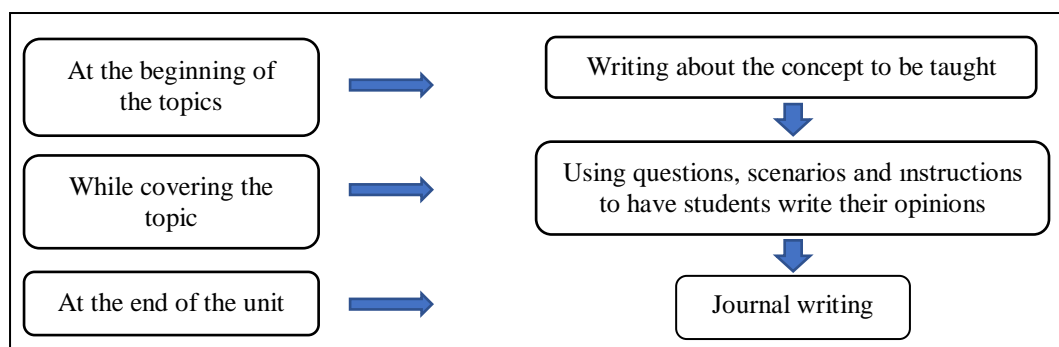 At the beginning of
the topics
Writing about the concept to be taught
While covering the
topic
Using questions, scenarios and ınstructions
to have students write their opinions
At the end of the unit
Journal writing